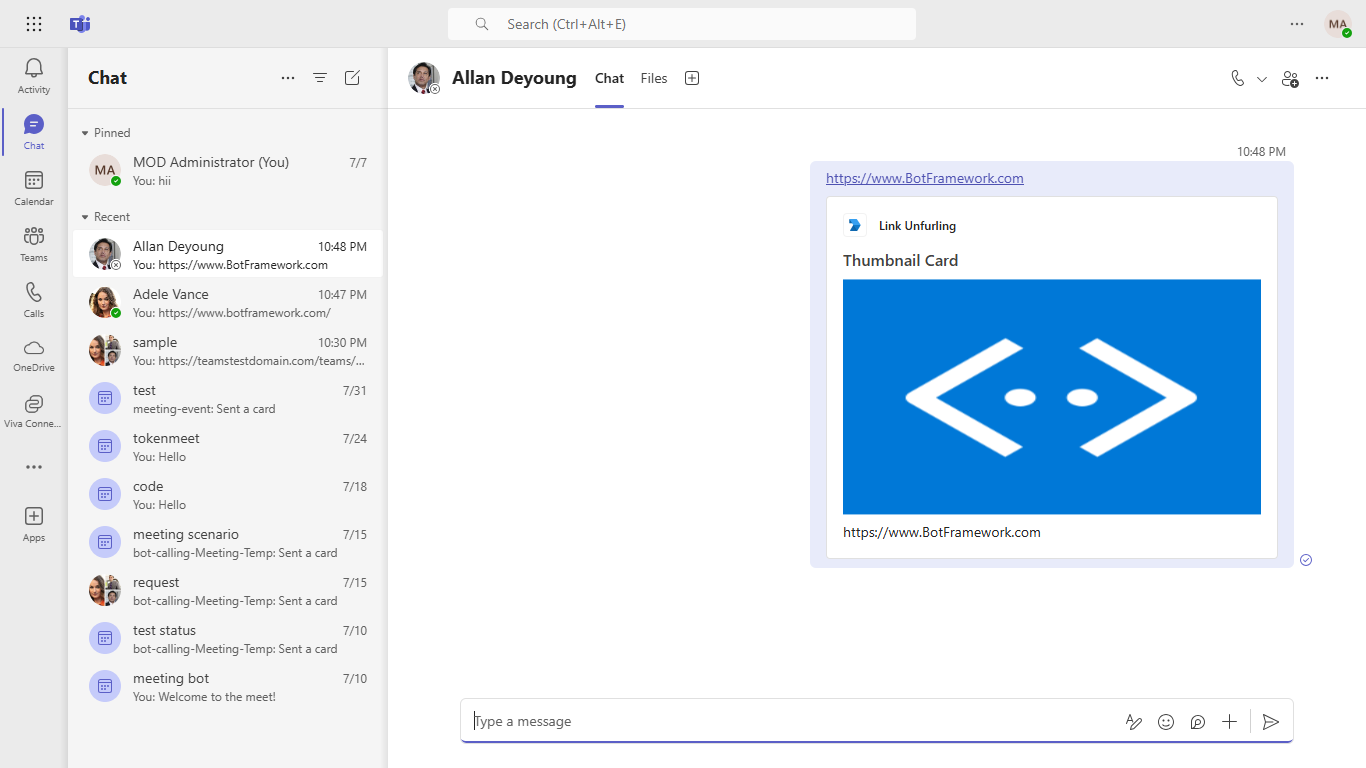 Search (Ctrl+Alt+E)
MA
Activity
Chat
Calendar
Teams
Calls
OneDrive
Viva Conne...
Apps
Chat
Pinned
MA
MOD Administrator (You) 7/7
You: hii
Recent
Allan Deyoung 10:48 PM
You: https://www.BotFramework.com
Adele Vance 10:47 PM
You: https://www.botframework.com/
sample 10:30 PM
You: https://teamstestdomain.com/teams/...
test 7/31
meeting-event: Sent a card
tokenmeet 7/24
You: Hello
code 7/18
You: Hello
meeting scenario 7/15
bot-calling-Meeting-Temp: Sent a card
request 7/15
bot-calling-Meeting-Temp: Sent a card
test status 7/10
bot-calling-Meeting-Temp: Sent a card
meeting bot 7/10
You: Welcome to the meet!
Allan Deyoung Chat Files
10:48 PM
https://www.BotFramework.com
Link Unfurling
Thumbnail Card
https://www.BotFramework.com
Type a message